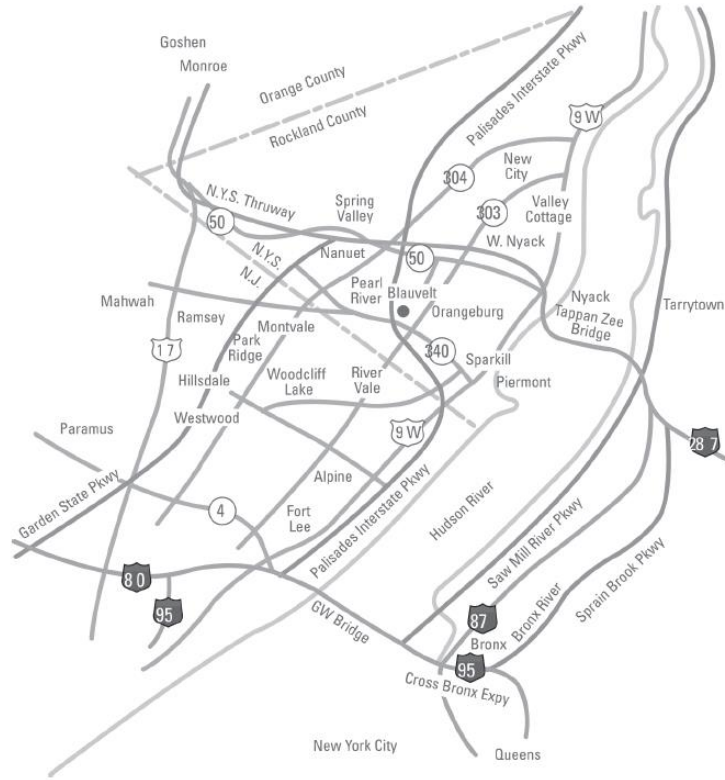 Goshen
Monroe
Orange County
Rockland County
Palisades Interstate Pkwy
9 W
304
New
City
303
Valley
Cottage
N.Y.S. Thruway
50
Spring
Valley
W. Nyack
Nanuet
50
N.Y.S.
N.J.
Pearl
River
Blauvelt
Orangeburg
Nyack
Tappan Zee
Bridge
Tarrytown
Mahwah
Ramsey
Montvale
17
Park
Ridge
340
Sparkill
Piermont
Hillsdale
Woodcliff
Lake
River
Vale
Westwood
9 W
Paramus
28 7
Garden State Pkwy
Alpine
4
Fort
Lee
Palisades Interstate Pkwy
Hudson River
Saw Mill River Pkwy
Sprain Brook Pkwy
Bronx River
80
95
GW Bridge
87
Bronx
95
Cross Bronx Expy
New York City
Queens